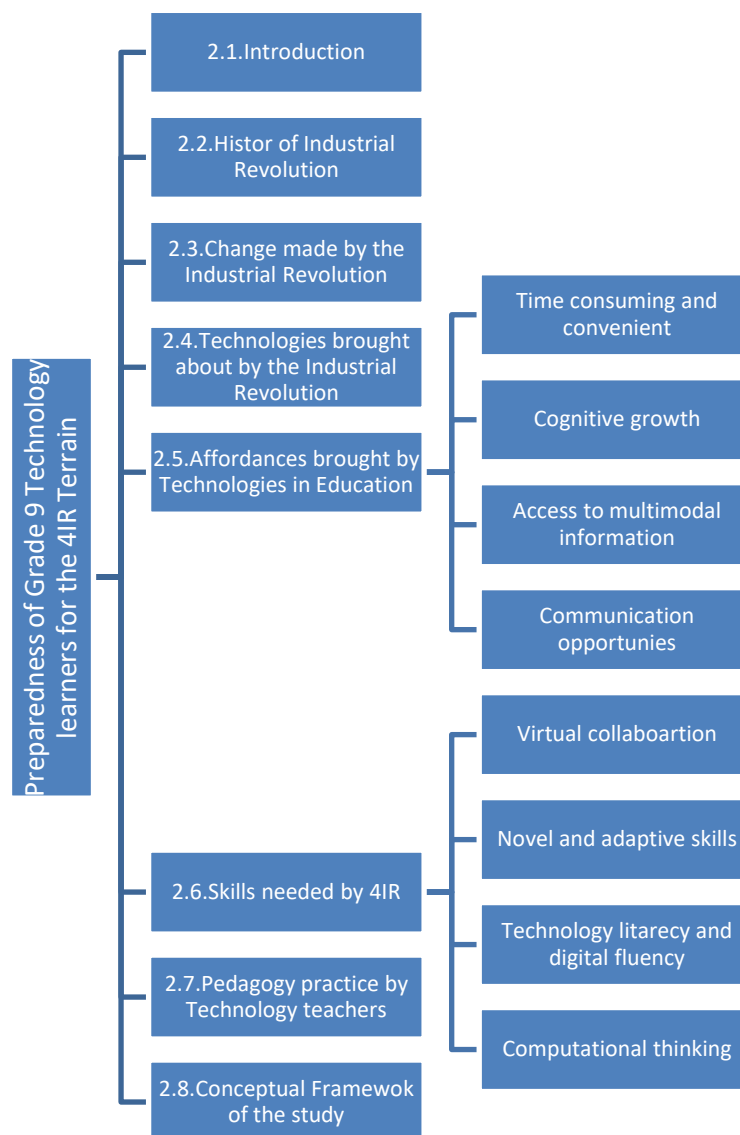 Preparedness of Grade 9 Technology
learners for the 4IR Terrain
2.1.Introduction
2.2.Histor of Industrial
Revolution
2.3.Change made by the
Industrial Revolution
2.4.Technologies brought
about by the Industrial
Revolution
2.5.Affordances brought by
Technologies in Education
Time consuming and
convenient
Cognitive growth
Access to multimodal
information
Communication
opportunies
2.6.Skills needed by 4IR
Virtual collaboartion
Novel and adaptive skills
Technology litarecy and
digital fluency
Computational thinking
2.7.Pedagogy practice by
Technology teachers
2.8.Conceptual Framewok
of the study